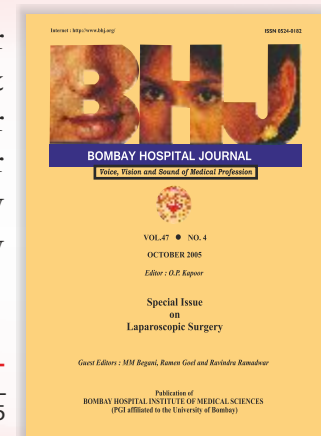 Internet : http://www.bhj.org/ ISSN 0524-0182
BHJ
BOMBAY HOSPITAL JOURNAL
Voice, Vision and Sound of Medical Profession
VOL.47 ● NO. 4
OCTOBER 2005
Editor : O.P. Kapoor
Special Issue
on
Laparoscopic Surgery
Guest Editors : MM Begani, Ramen Goel and Ravindra Ramadwar
Publication of
BOMBAY HOSPITAL INSTITUTE OF MEDICAL SCIENCES
(PGI affiliated to the University of Bombay)
5